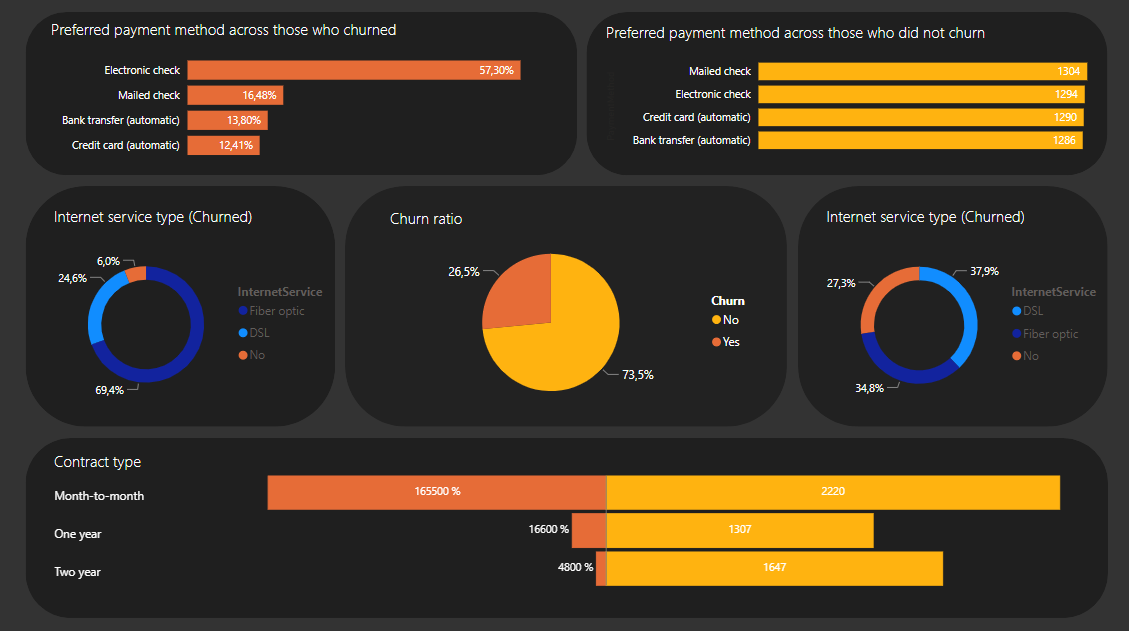 Preferred payment method across those who churned
Electronic check 57,30%
Mailed check 16,48%
Bank transfer (automatic) 13,80%
Credit card (automatic) 12,41%
Preferred payment method across those who did not churn
Mailed check 1304
Electronic check 1294
Credit card (automatic) 1290
Bank transfer (automatic) 1286
Internet service type (Churned)
6,0%
24,6%
69,4%
InternetService
Fiber optic
DSL
No
Churn ratio
26,5%
73,5%
Churn
No
Yes
Internet service type (Churned)
37,9%
27,3%
34,8%
InternetService
DSL
Fiber optic
No
Contract type
Month-to-month 165500 % 2220
One year 16600 % 1307
Two year 4800 % 1647